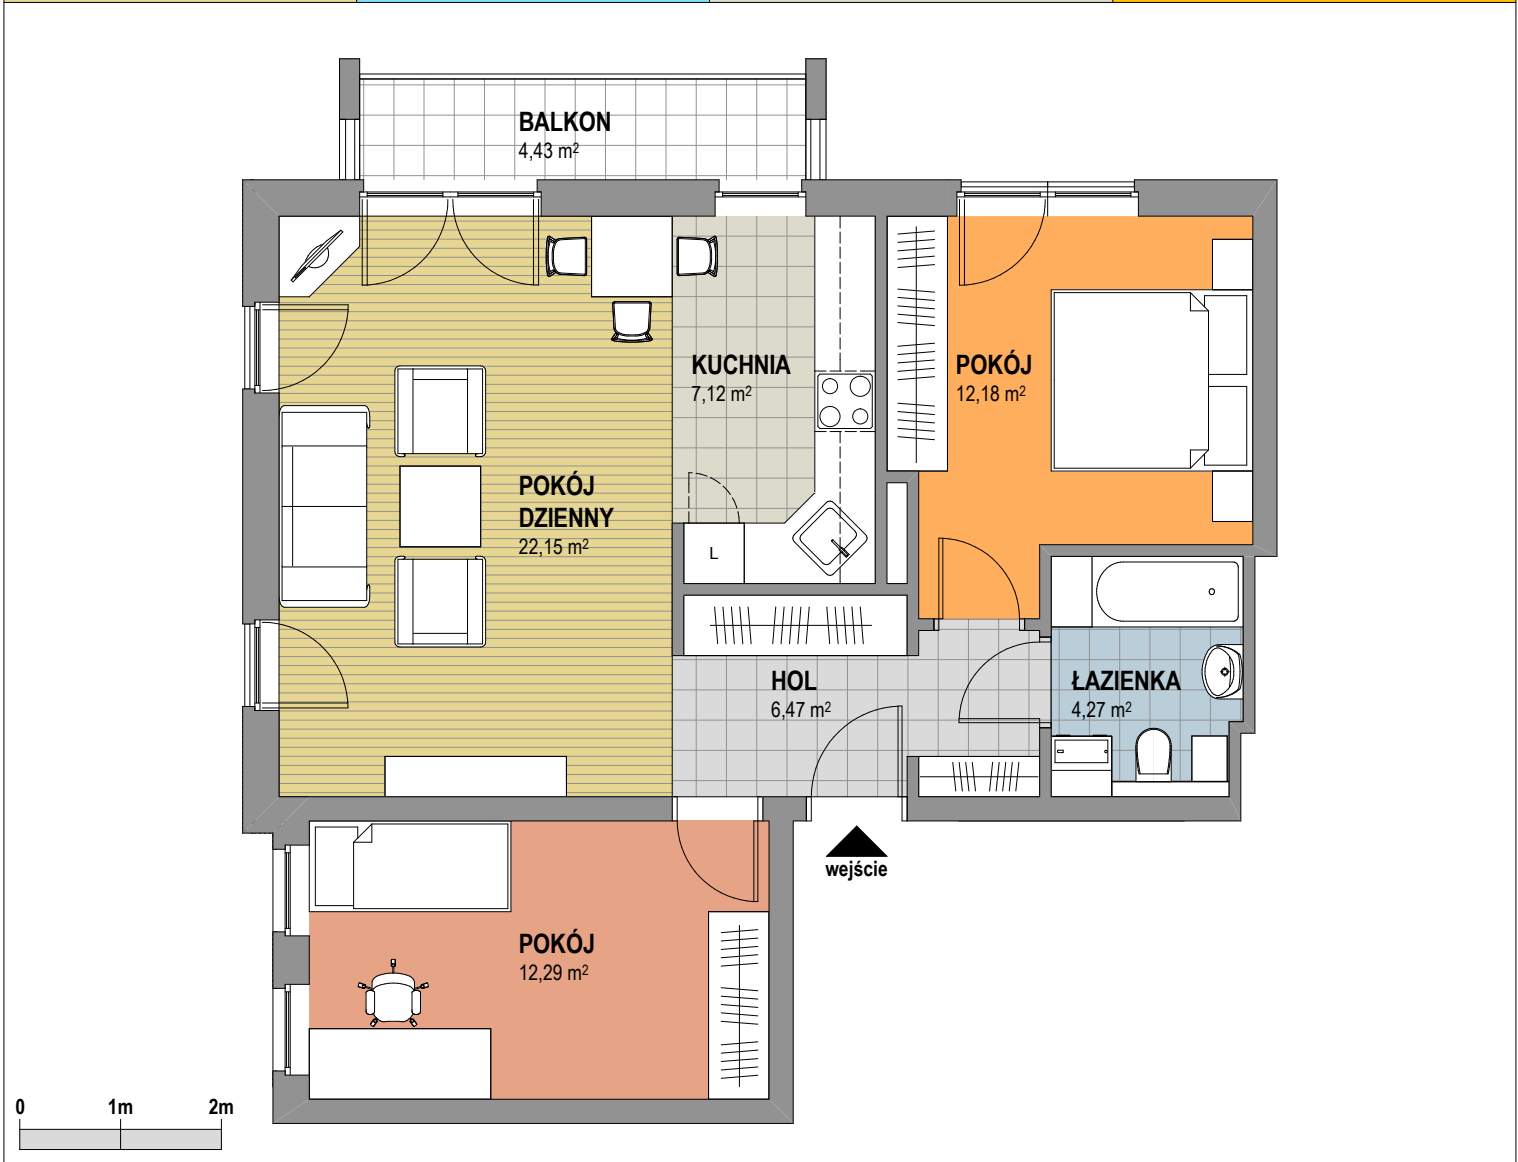 BALKON
4,43 m²
KUCHNIA
7,12 m²
POKÓJ
12,18 m²
POKÓJ
DZIENNY
22,15 m²
L
HOL
6,47 m²
ŁAZIENKA
4,27 m²
wejście
POKÓJ
12,29 m²
0 1m 2m